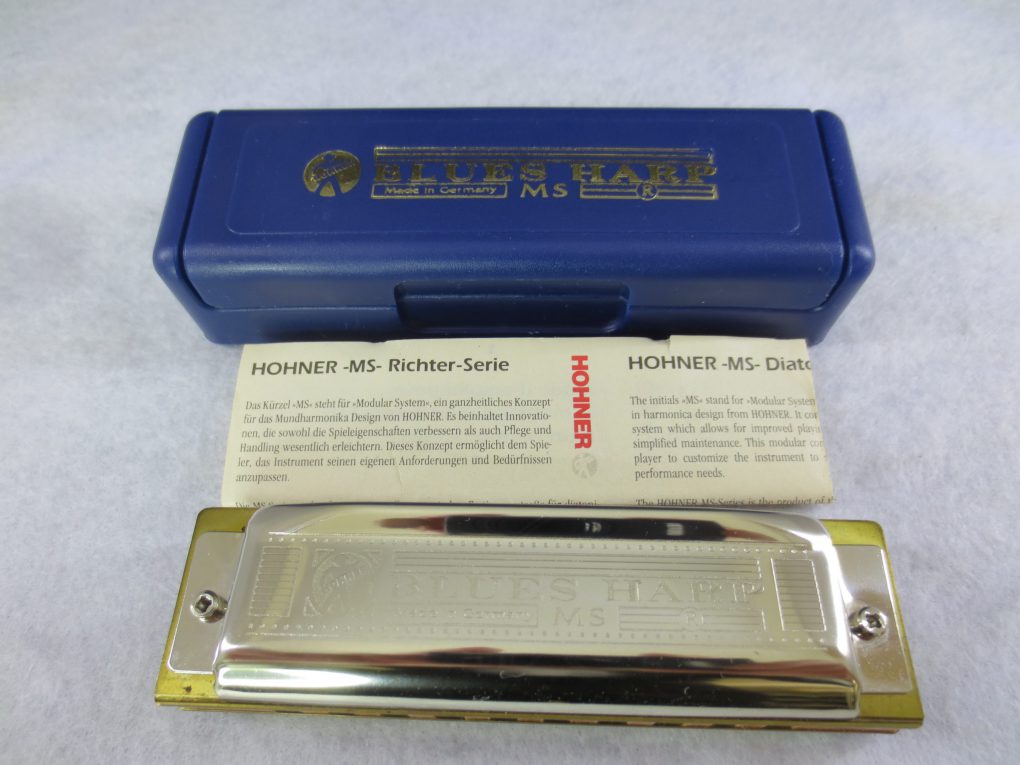 BLUES HARP
Made in Germany MS ®
HOHNER -MS- Richter-Serie
Das Kürzel »MS« steht für »Modular System«, ein ganzheitliches Konzept
für das Mundharmonika Design von HOHNER. Es beinhaltet Innovatio-
nen, die sowohl die Spieleigenschaften verbessern als auch Pflege und
Handling wesentlich erleichtern. Dieses Konzept ermöglicht dem Spie-
ler, das Instrument seinen eigenen Anforderungen und Bedürfnissen
anzupassen.
HOHNER
HOHNER -MS- Diato
The initials »MS« stand for »Modular System
in harmonica design from HOHNER. It con
system which allows for improved playi
simplified maintenance. This modular con
player to customize the instrument to
performance needs.
The HOHNER MS-Series is the product of
BLUES HARP
Made in Germany MS ®